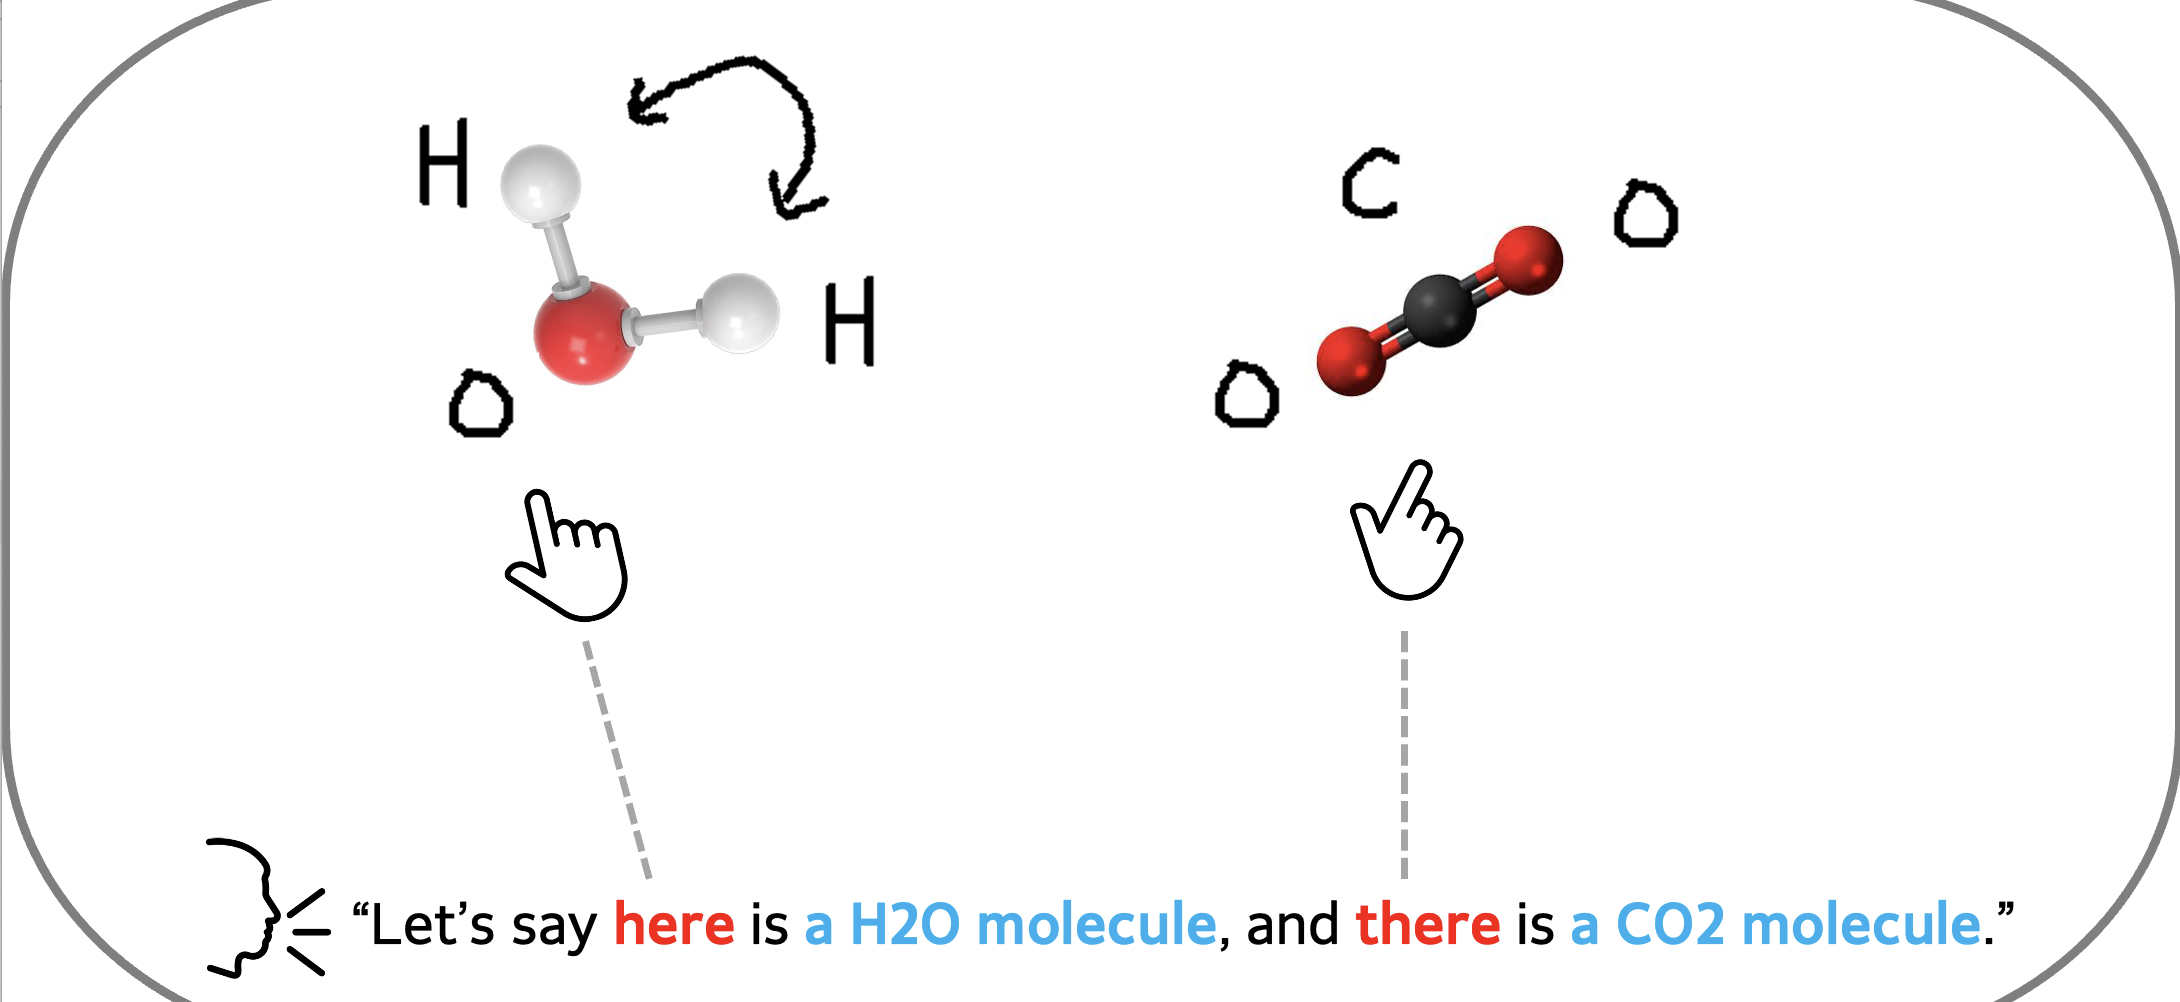 H
C
O
H
O
O
“Let’s say here is a H2O molecule, and there is a CO2 molecule.”